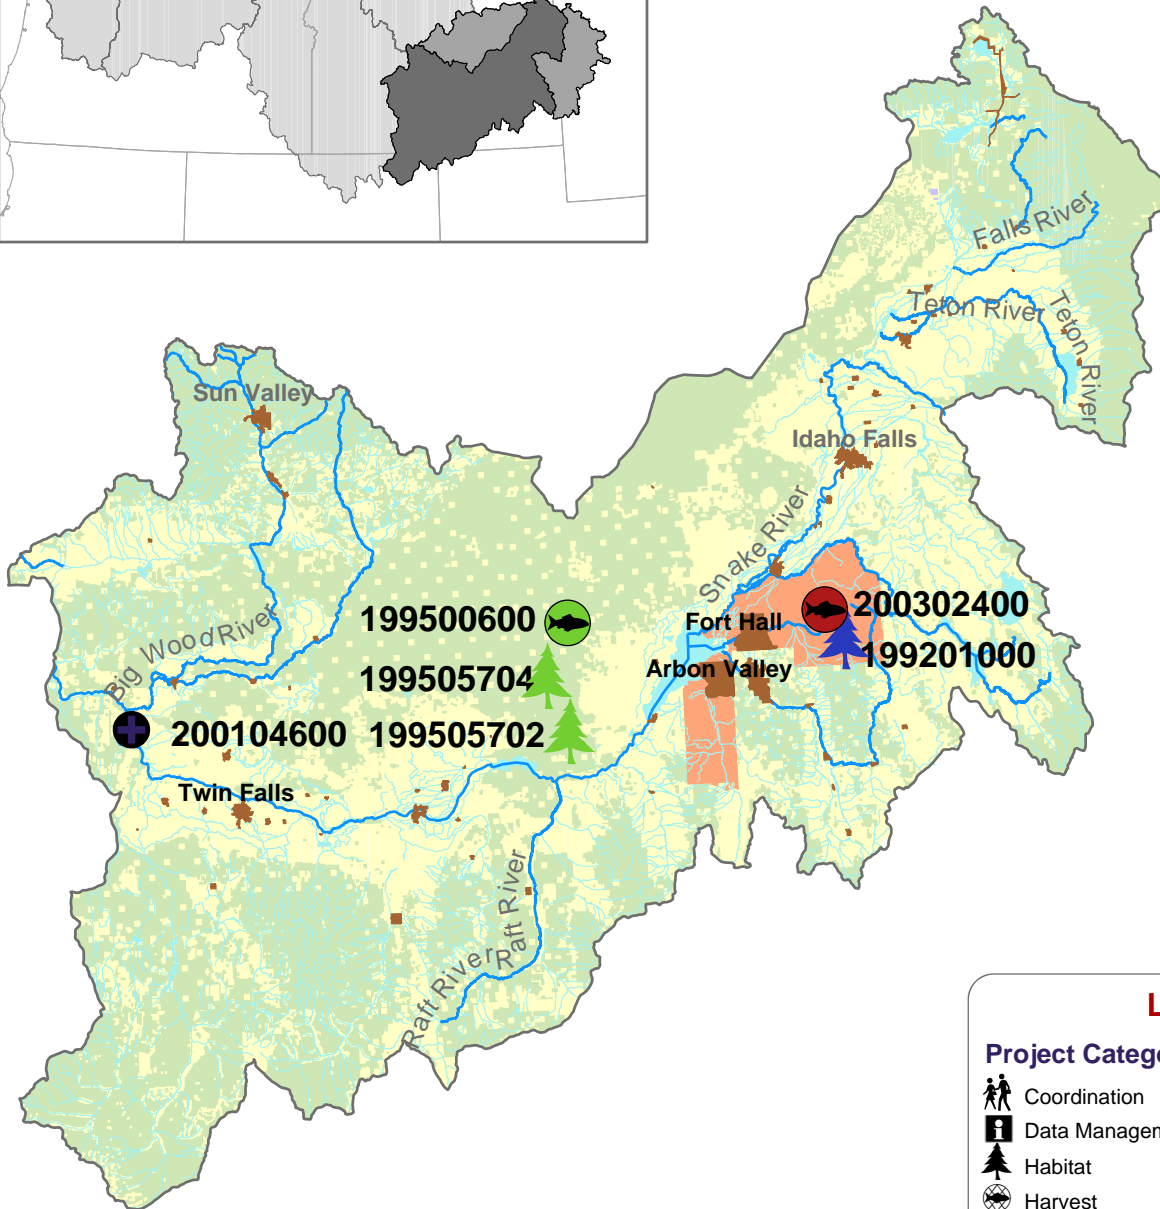 Falls River
Teton River
Teton River
Sun Valley
Idaho Falls
Snake River
199500600
200302400
Fort Hall
199201000
Arbon Valley
199505704
Big Wood River
200104600
199505702
Twin Falls
Raft River
Raft River
L
Project Catego
Coordination
Data Managem
Habitat
Harvest